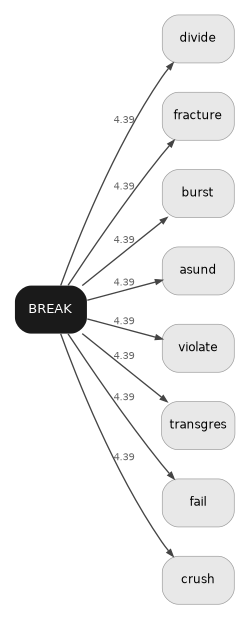 divide
4.39
fracture
4.39
burst
4.39
asund
4.39
BREAK
4.39
violate
4.39
transgres
4.39
fail
4.39
crush